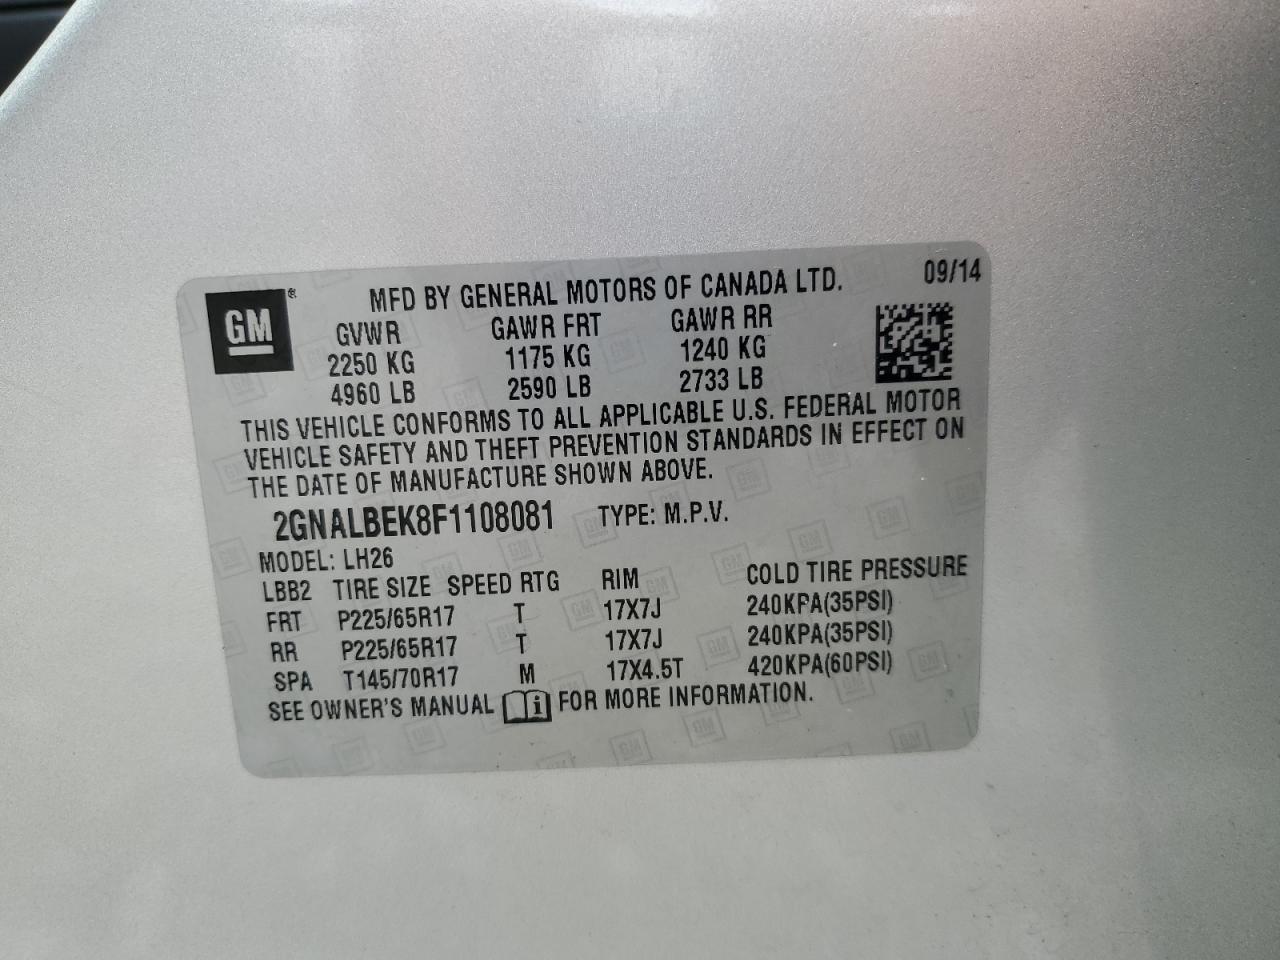 GM®
MFD BY GENERAL MOTORS OF CANADA LTD. 09/14
GVWR GAWR FRT GAWR RR
2250 KG 1175 KG 1240 KG
4960 LB 2590 LB 2733 LB
THIS VEHICLE CONFORMS TO ALL APPLICABLE U.S. FEDERAL MOTOR
VEHICLE SAFETY AND THEFT PREVENTION STANDARDS IN EFFECT ON
THE DATE OF MANUFACTURE SHOWN ABOVE.
2GNALBEK8F1108081 TYPE: M.P.V.
MODEL: LH26
LBB2 TIRE SIZE SPEED RTG RIM COLD TIRE PRESSURE
FRT P225/65R17 T 17X7J 240KPA(35PSI)
RR P225/65R17 T 17X7J 240KPA(35PSI)
SPA T145/70R17 M 17X4.5T 420KPA(60PSI)
SEE OWNER'S MANUAL i FOR MORE INFORMATION.